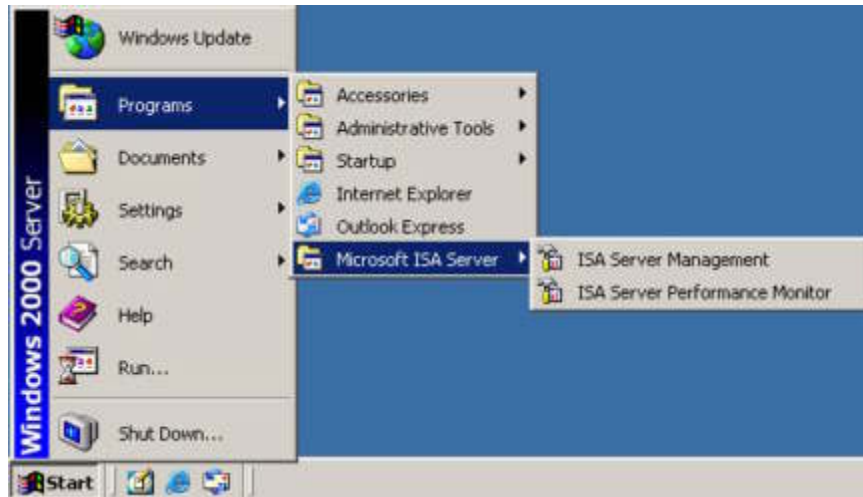 Windows 2000 Server
Windows Update
Programs
Documents
Settings
Search
Help
Run...
Shut Down...
Accessories
Administrative Tools
Startup
Internet Explorer
Outlook Express
Microsoft ISA Server
ISA Server Management
ISA Server Performance Monitor
Start